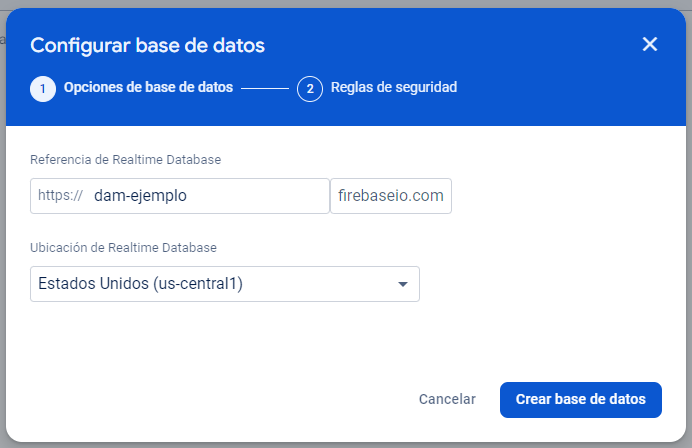 Configurar base de datos
1 Opciones de base de datos 2 Reglas de seguridad
Referencia de Realtime Database
https:// dam-ejemplo firebaseio.com
Ubicación de Realtime Database
Estados Unidos (us-central1)
Cancelar Crear base de datos